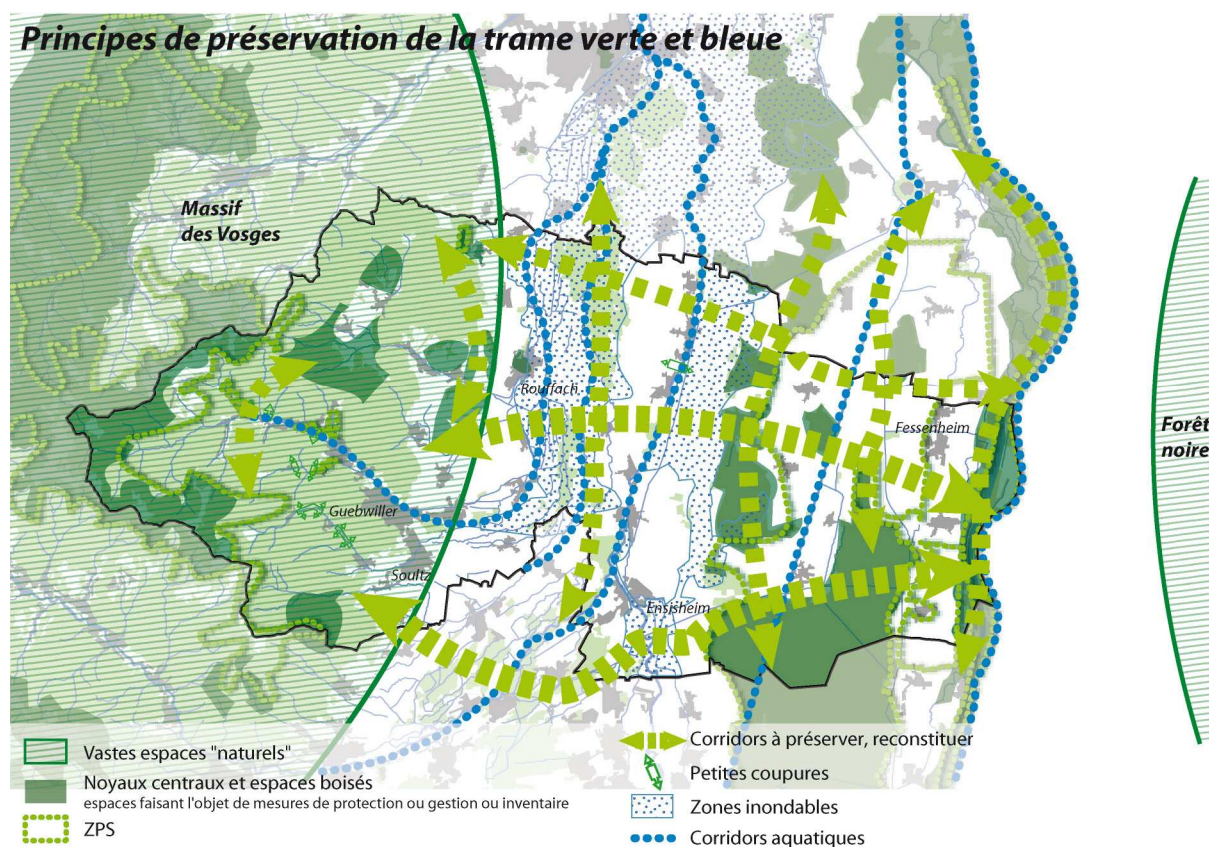 Principes de préservation de la trame verte et bleue
Massif
des Vosges
Rouffach
Fessenheim
Forêt
noire
Guebwiller
Soultz
Ensisheim
Vastes espaces "naturels"
Noyaux centraux et espaces boisés
espaces faisant l'objet de mesures de protection ou gestion ou inventaire
ZPS
Corridors à préserver, reconstituer
Petites coupures
Zones inondables
Corridors aquatiques